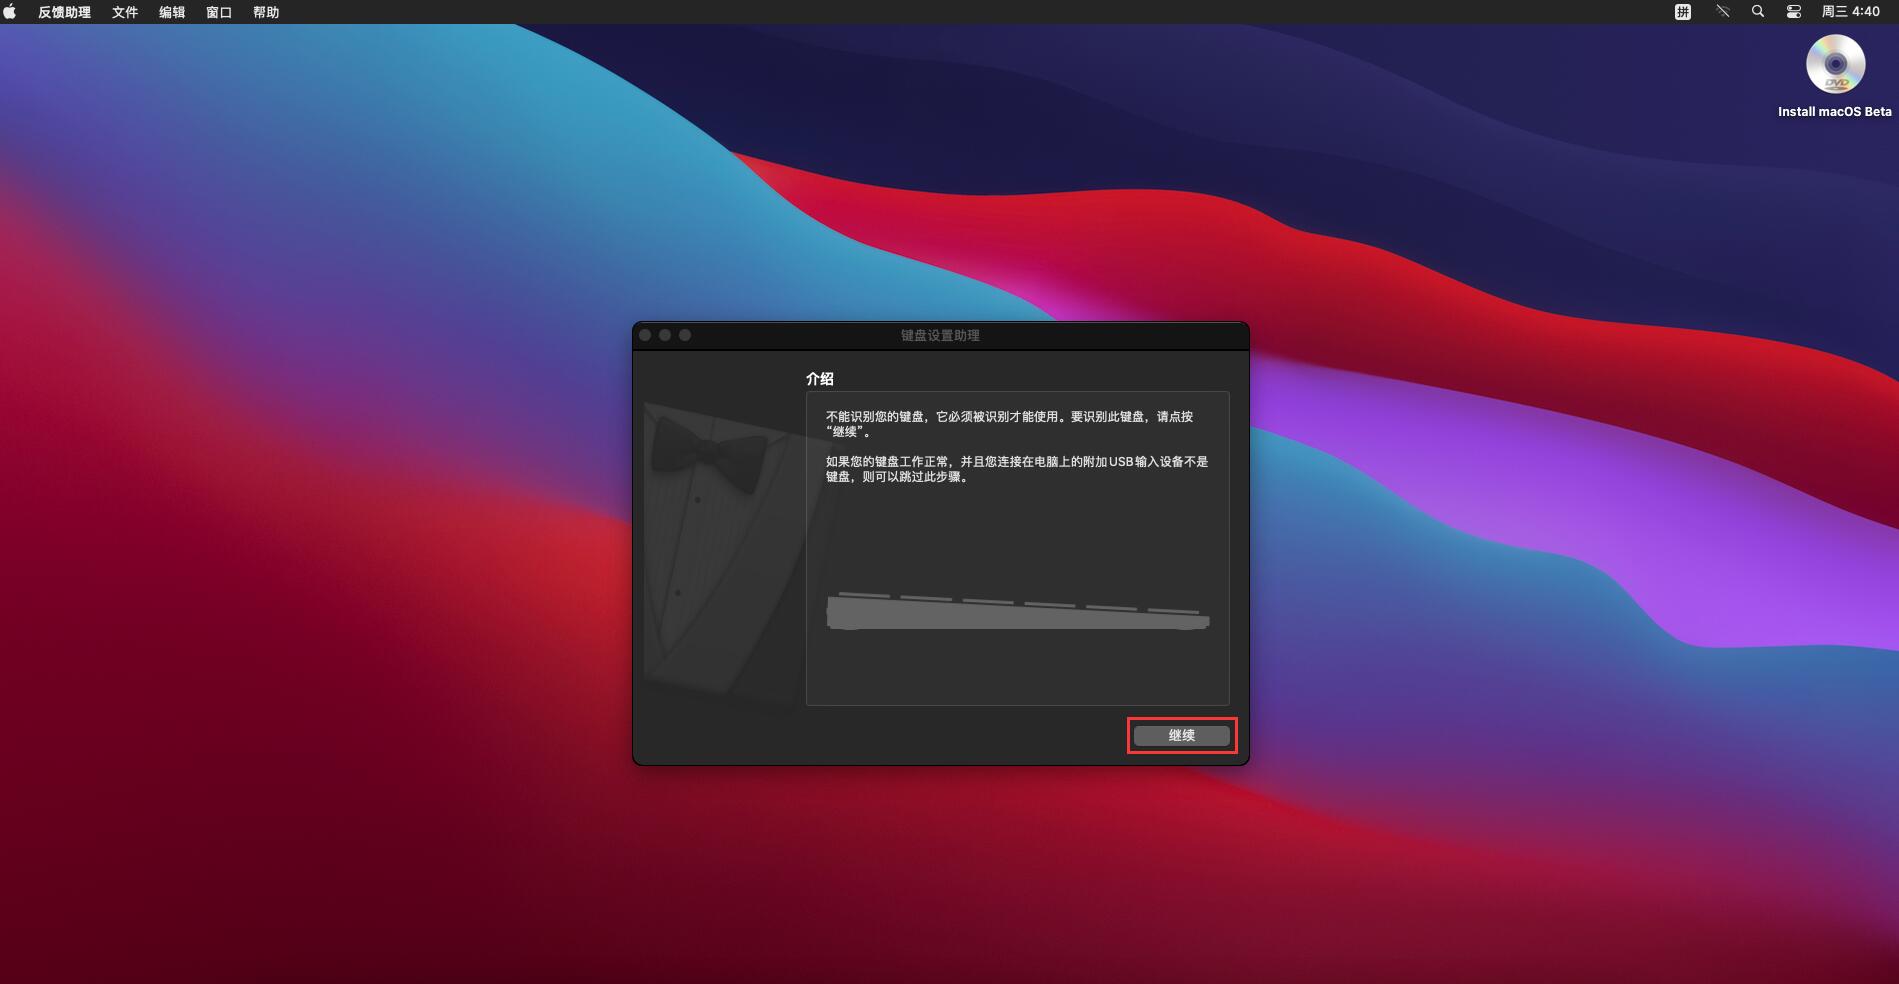 反馈助理 文件 编辑 窗口 帮助 拼 周三 4:40
DVD
Install macOS Beta
键盘设置助理
介绍
不能识别您的键盘，它必须被识别才能使用。要识别此键盘，请点按
“继续”。
如果您的键盘工作正常，并且您连接在电脑上的附加 USB 输入设备不是
键盘，则可以跳过此步骤。
继续